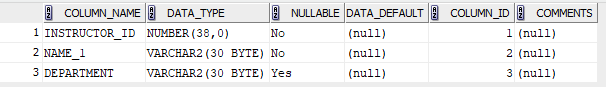 COLUMN_NAME DATA_TYPE NULLABLE DATA_DEFAULT COLUMN_ID COMMENTS
1 INSTRUCTOR_ID NUMBER(38,0) No (null) 1 (null)
2 NAME_1 VARCHAR2(30 BYTE) No (null) 2 (null)
3 DEPARTMENT VARCHAR2(30 BYTE) Yes (null) 3 (null)